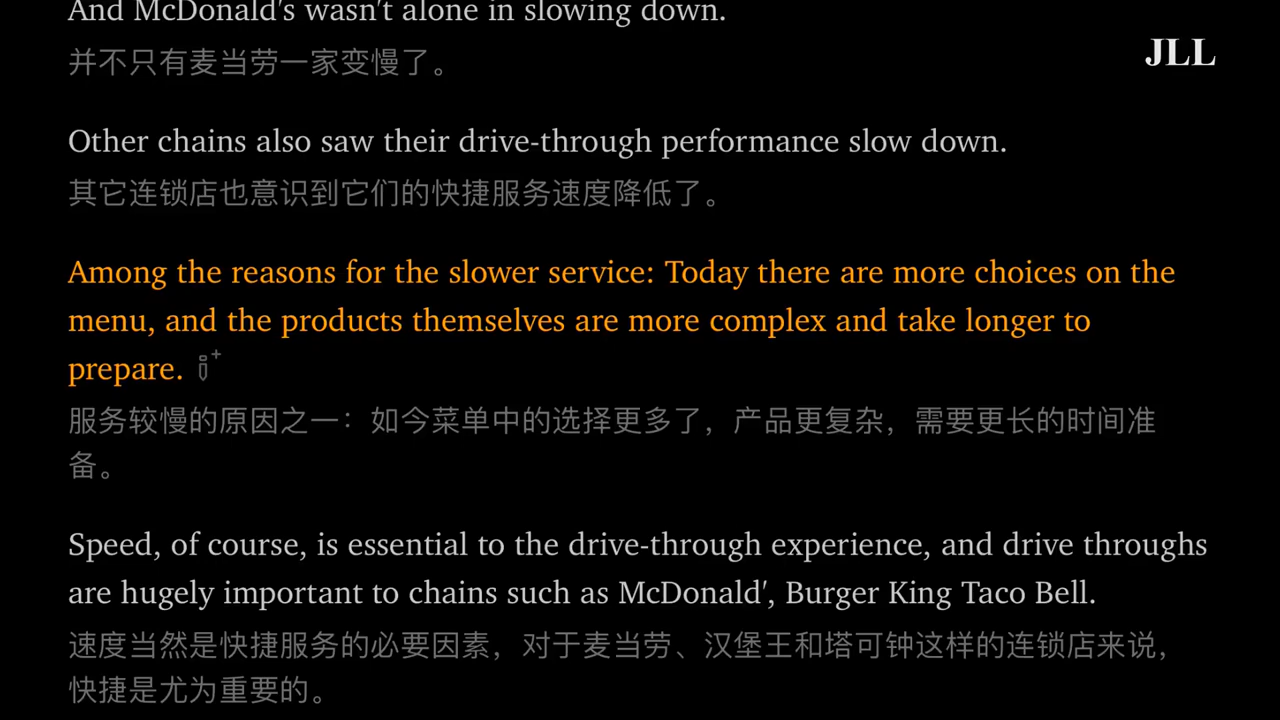 And McDonald's wasn't alone in slowing down.
JLL
并不只有麦当劳一家变慢了。
Other chains also saw their drive-through performance slow down.
其它连锁店也意识到它们的快捷服务速度降低了。
Among the reasons for the slower service: Today there are more choices on the
menu, and the products themselves are more complex and take longer to
prepare.
服务较慢的原因之一：如今菜单中的选择更多了，产品更复杂，需要更长的时间准
备。
Speed, of course, is essential to the drive-through experience, and drive throughs
are hugely important to chains such as McDonald', Burger King Taco Bell.
速度当然是快捷服务的必要因素，对于麦当劳、汉堡王和塔可钟这样的连锁店来说，
快捷是尤为重要的。